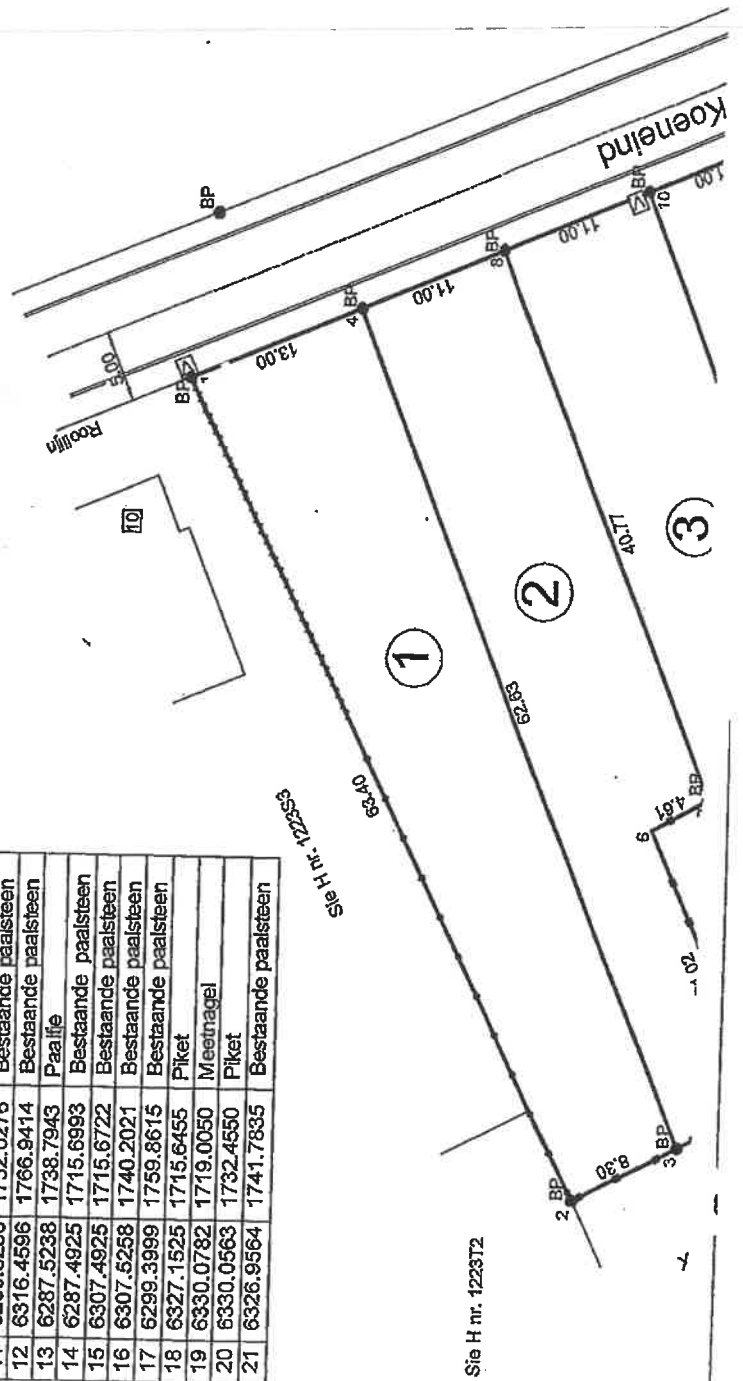 12 6316.4596 1766.9414 Bestaande paalsteen
13 6287.5238 1738.7943 Paaltje
14 6287.4925 1715.6993 Bestaande paalsteen
15 6307.4925 1715.6722 Bestaande paalsteen
16 6307.5258 1740.2021 Bestaande paalsteen
17 6299.3999 1759.8615 Bestaande paalsteen
18 6327.1525 1715.6455 Piket
19 6330.0782 1719.0050 Meetnagel
20 6330.0563 1732.4550 Piket
21 6326.9564 1741.7835 Bestaande paalsteen
Sie H nr. 1223T2
Sie H nr. 1223S3
Rooilijn
5.00
10
BP
Koeneind
BP
1
13.00
BP
4
11.00
BP
8
11.00
BP
10
1.00
63.40
1
62.63
2
40.77
3
BP
2
8.30
BP
3
6
4.61
BP
02